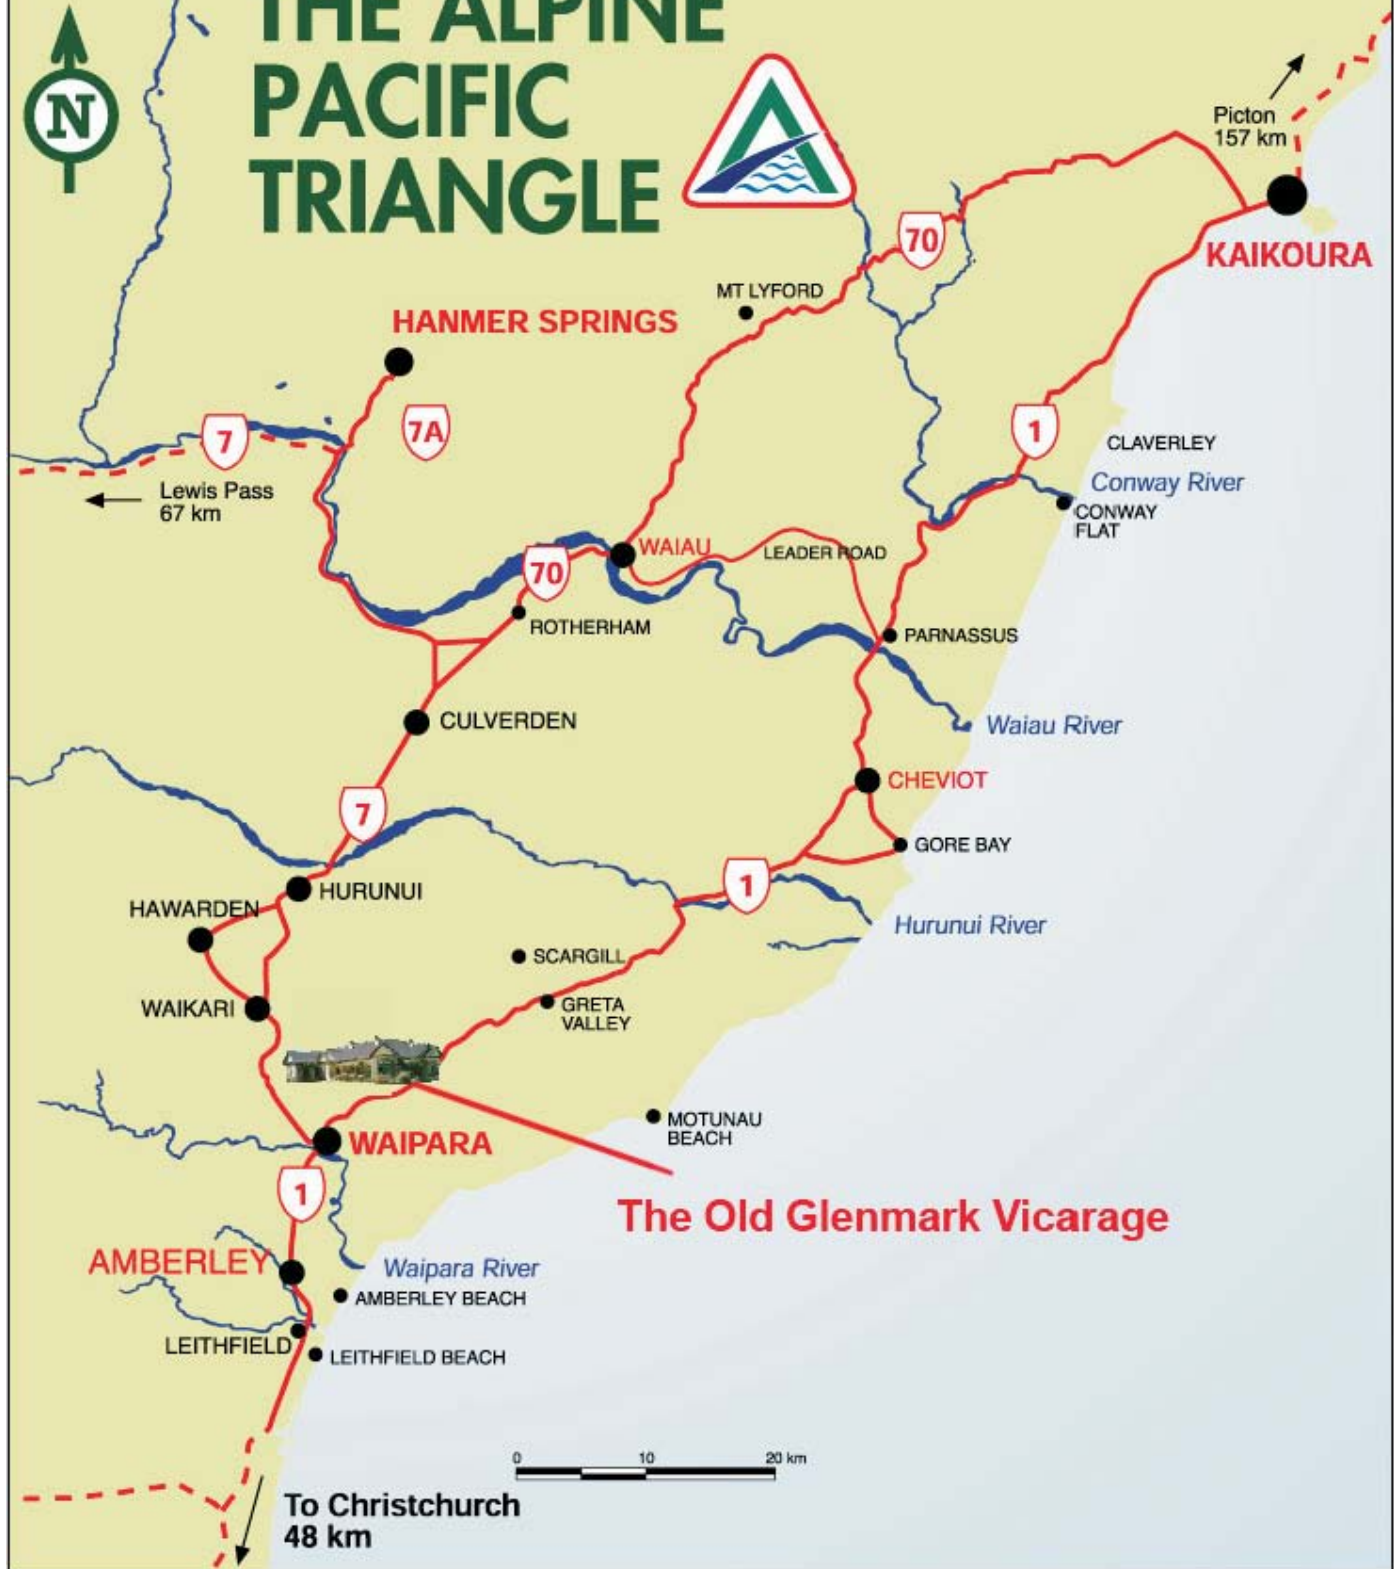 THE ALPINE
PACIFIC
TRIANGLE
N
Picton
157 km
KAIKOURA
70
MT LYFORD
HANMER SPRINGS
7A
7
Lewis Pass
67 km
1
CLAVERLEY
Conway River
CONWAY
FLAT
WAIAU
LEADER ROAD
70
ROTHERHAM
PARNASSUS
CULVERDEN
Waiau River
CHEVIOT
7
GORE BAY
1
HURUNUI
HAWARDEN
Hurunui River
SCARGILL
WAIKARI
GRETA
VALLEY
MOTUNAU
BEACH
WAIPARA
1
The Old Glenmark Vicarage
AMBERLEY
Waipara River
AMBERLEY BEACH
LEITHFIELD
LEITHFIELD BEACH
0 10 20 km
To Christchurch
48 km